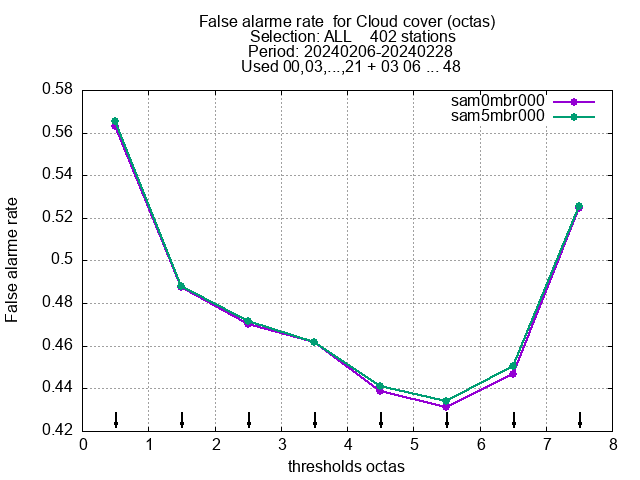 False alarme rate  for Cloud cover (octas)
Selection: ALL    402 stations
Period: 20240206-20240228
Used 00,03,...,21 + 03 06 ... 48
sam0mbr000
sam5mbr000
0.58
0.56
0.54
0.52
0.5
0.48
0.46
0.44
0.42
False alarme rate
0 1 2 3 4 5 6 7 8
thresholds octas